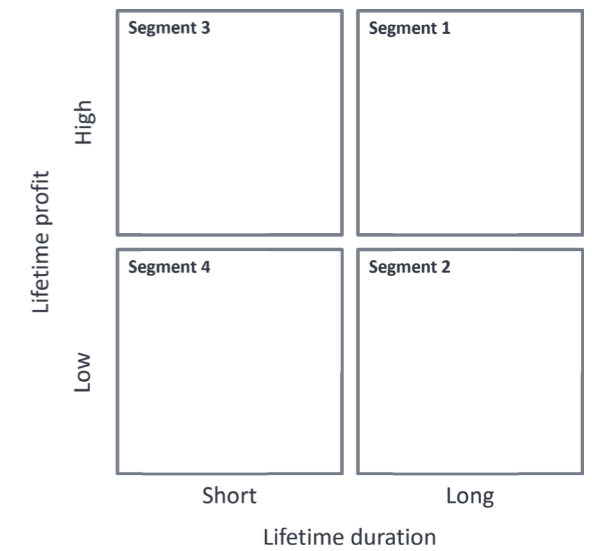 Segment 3
Segment 1
High
Lifetime profit
Segment 4
Segment 2
Low
Short
Long
Lifetime duration